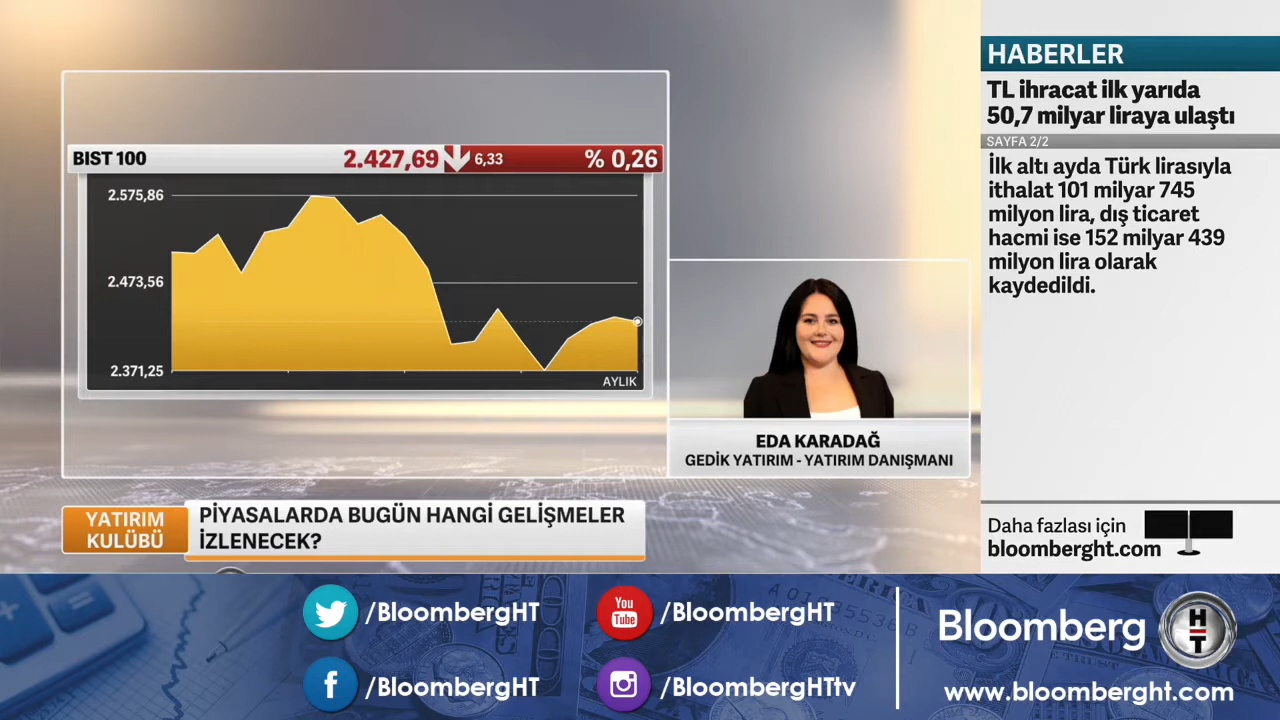 BIST 100
2.427,69
6,33
% 0,26
2.575,86
2.473,56
2.371,25
AYLIK
EDA KARADAĞ
GEDİK YATIRIM - YATIRIM DANIŞMANI
YATIRIM
KULÜBÜ
PİYASALARDA BUGÜN HANGİ GELİŞMELER
İZLENECEK?
HABERLER
TL ihracat ilk yarıda
50,7 milyar liraya ulaştı
SAYFA 2/2
İlk altı ayda Türk lirasıyla
ithalat 101 milyar 745
milyon lira, dış ticaret
hacmi ise 152 milyar 439
milyon lira olarak
kaydedildi.
Daha fazlası için
bloomberght.com
/BloombergHT
You
Tube
/BloombergHT
/BloombergHT
/BloombergHTtv
Bloomberg
HT
www.bloomberght.com